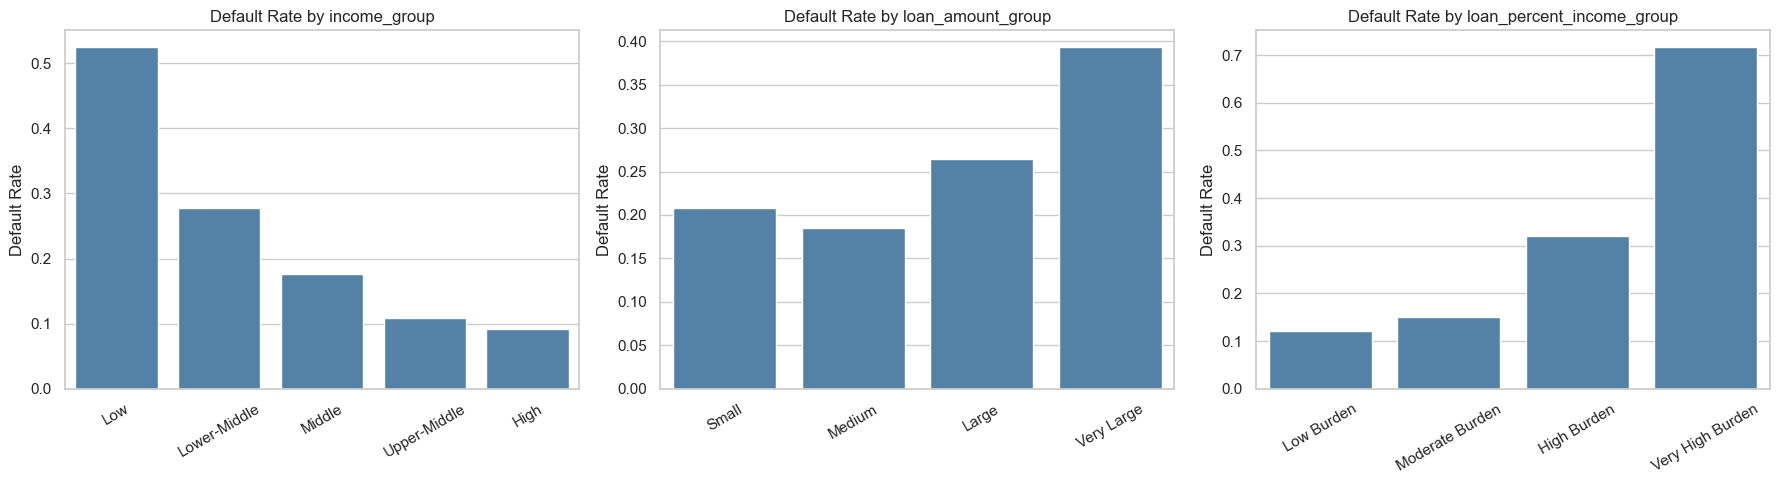 Default Rate by income_group
Default Rate
0.5
0.4
0.3
0.2
0.1
0.0
Low
Lower-Middle
Middle
Upper-Middle
High
Default Rate by loan_amount_group
Default Rate
0.40
0.35
0.30
0.25
0.20
0.15
0.10
0.05
0.00
Small
Medium
Large
Very Large
Default Rate by loan_percent_income_group
Default Rate
0.7
0.6
0.5
0.4
0.3
0.2
0.1
0.0
Low Burden
Moderate Burden
High Burden
Very High Burden